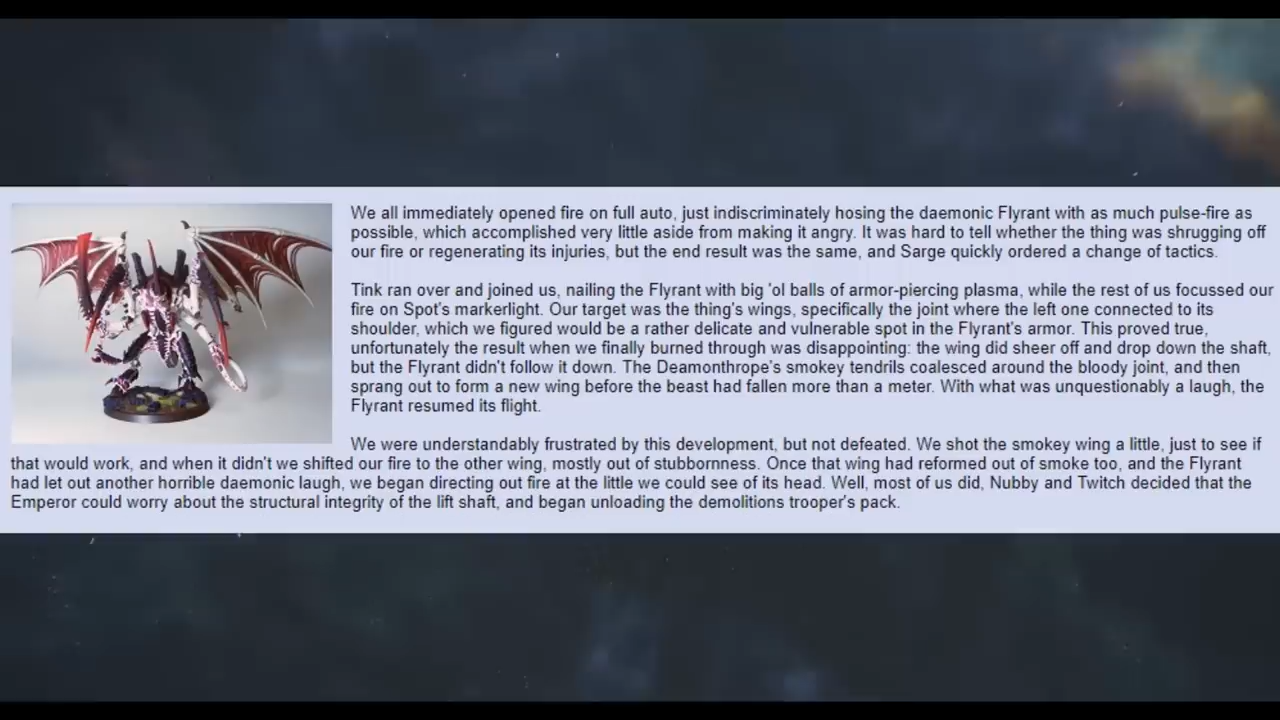 We all immediately opened fire on full auto, just indiscriminately hosing the daemonic Flyrant with as much pulse-fire as
possible, which accomplished very little aside from making it angry. It was hard to tell whether the thing was shrugging off
our fire or regenerating its injuries, but the end result was the same, and Sarge quickly ordered a change of tactics.
Tink ran over and joined us, nailing the Flyrant with big 'ol balls of armor-piercing plasma, while the rest of us focussed our
fire on Spot's markerlight. Our target was the thing's wings, specifically the joint where the left one connected to its
shoulder, which we figured would be a rather delicate and vulnerable spot in the Flyrant's armor. This proved true,
unfortunately the result when we finally burned through was disappointing: the wing did sheer off and drop down the shaft,
but the Flyrant didn't follow it down. The Deamonthrope's smokey tendrils coalesced around the bloody joint, and then
sprang out to form a new wing before the beast had fallen more than a meter. With what was unquestionably a laugh, the
Flyrant resumed its flight.
We were understandably frustrated by this development, but not defeated. We shot the smokey wing a little, just to see if
that would work, and when it didn't we shifted our fire to the other wing, mostly out of stubbornness. Once that wing had reformed out of smoke too, and the Flyrant
had let out another horrible daemonic laugh, we began directing out fire at the little we could see of its head. Well, most of us did, Nubby and Twitch decided that the
Emperor could worry about the structural integrity of the lift shaft, and began unloading the demolitions trooper's pack.